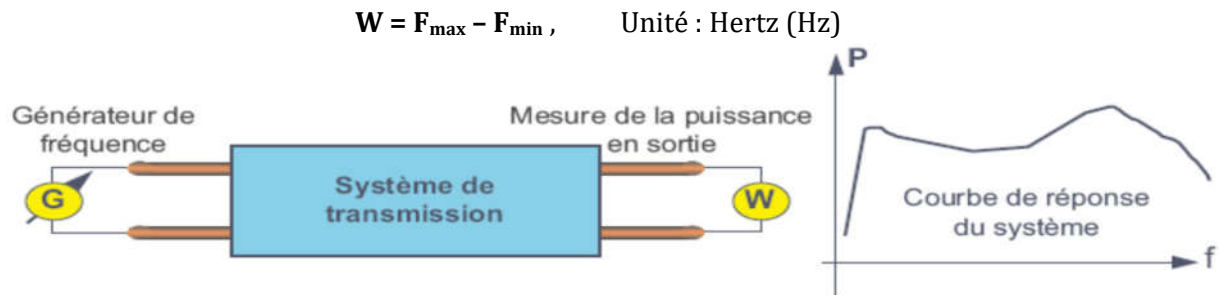 W = Fmax – Fmin ,    Unité : Hertz (Hz)
P
Générateur de
fréquence
Mesure de la puissance
en sortie
G
Système de
transmission
W
Courbe de réponse
du système
f